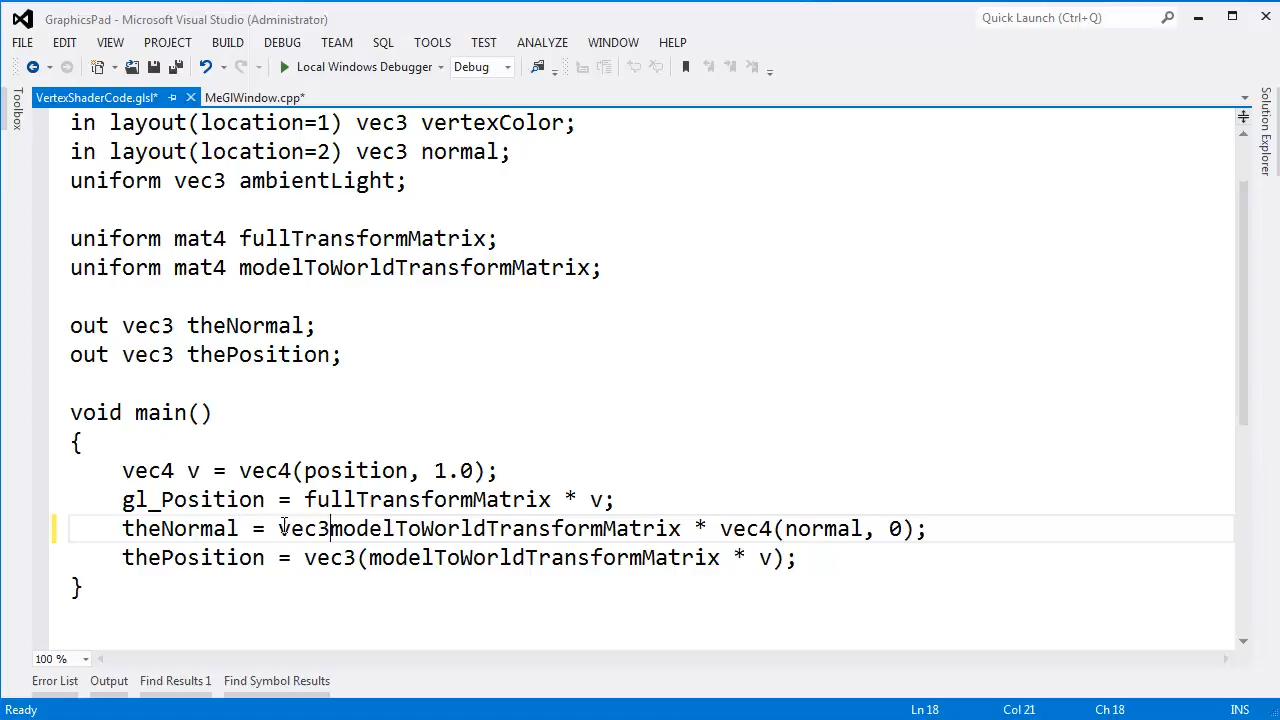 GraphicsPad - Microsoft Visual Studio (Administrator)
Quick Launch (Ctrl+Q)
FILE EDIT VIEW PROJECT BUILD DEBUG TEAM SQL TOOLS TEST ANALYZE WINDOW HELP
Local Windows Debugger Debug
Toolbox
VertexShaderCode.glsl* MeGlWindow.cpp*
Solution Explorer
in layout(location=1) vec3 vertexColor;
in layout(location=2) vec3 normal;
uniform vec3 ambientLight;
uniform mat4 fullTransformMatrix;
uniform mat4 modelToWorldTransformMatrix;
out vec3 theNormal;
out vec3 thePosition;
void main()
{
vec4 v = vec4(position, 1.0);
gl_Position = fullTransformMatrix * v;
theNormal = vec3modelToWorldTransformMatrix * vec4(normal, 0);
thePosition = vec3(modelToWorldTransformMatrix * v);
}
100 %
Error List Output Find Results 1 Find Symbol Results
Ready Ln 18 Col 21 Ch 18 INS